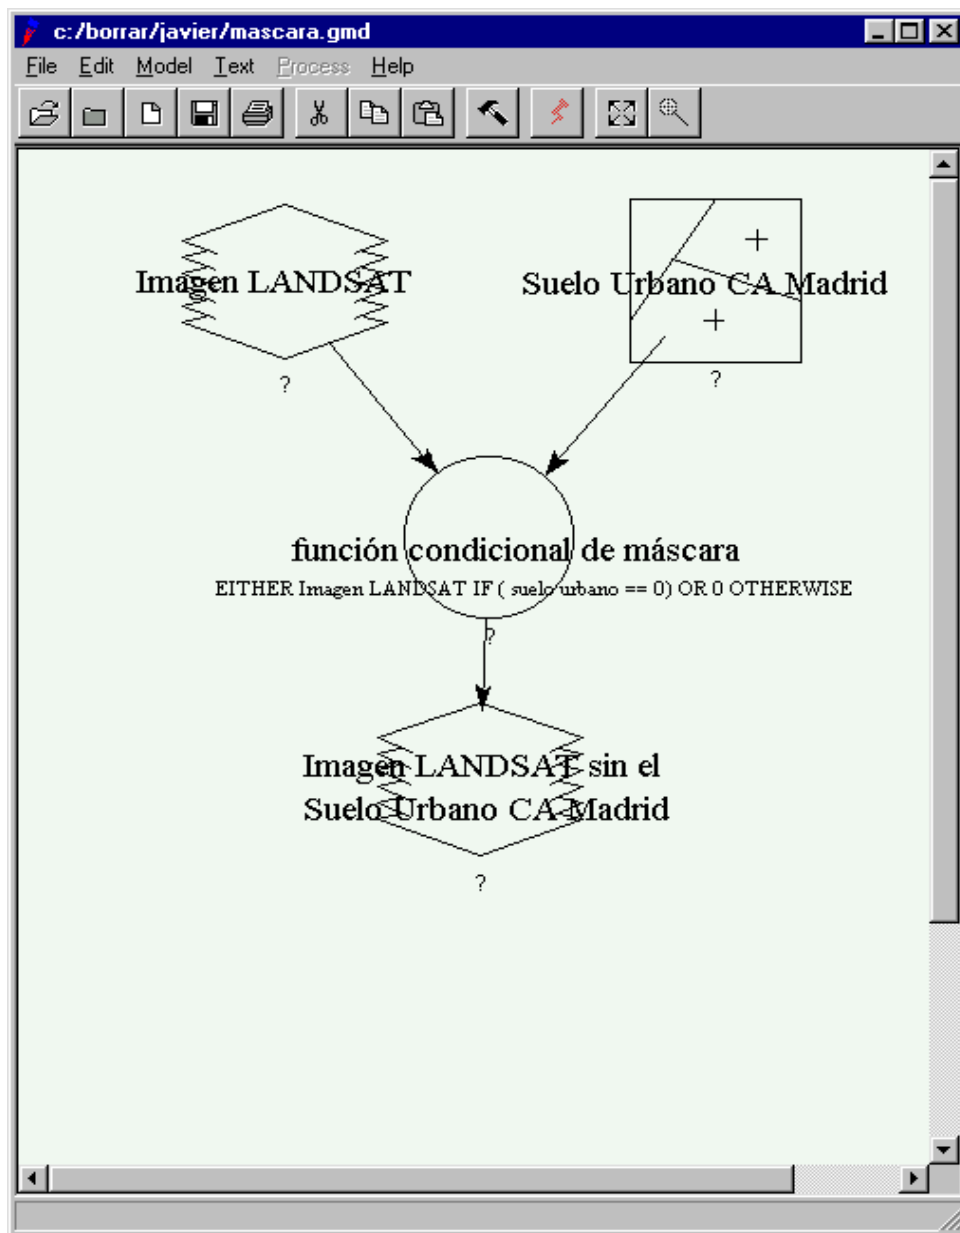 c:/borrar/javier/mascara.gmd
File Edit Model Text Process Help
Imagen LANDSAT
?
Suelo Urbano CA Madrid
?
función condicional de máscara
EITHER Imagen LANDSAT IF ( suelo urbano == 0) OR 0 OTHERWISE
?
Imagen LANDSAT sin el
Suelo Urbano CA Madrid
?